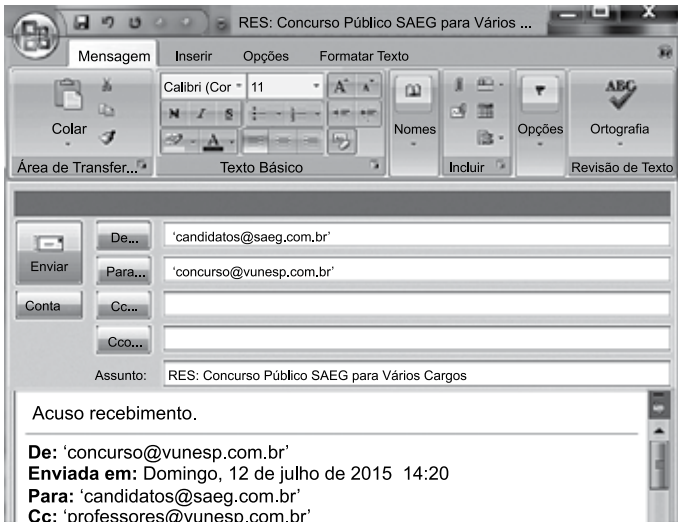 RES: Concurso Público SAEG para Vários ...
Mensagem Inserir Opções Formatar Texto
Calibri (Cor 11 A A ABC
N I S
Colar Nomes Opções Ortografia
A
Área de Transfer... Texto Básico Incluir Revisão de Texto
De... 'candidatos@saeg.com.br'
Enviar Para... 'concurso@vunesp.com.br'
Conta Cc...
Cco...
Assunto: RES: Concurso Público SAEG para Vários Cargos
Acuso recebimento.
De: 'concurso@vunesp.com.br'
Enviada em: Domingo, 12 de julho de 2015 14:20
Para: 'candidatos@saeg.com.br'
Cc: 'professores@vunesp.com.br'